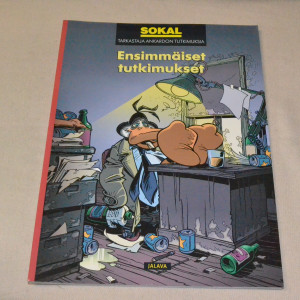 SOKAL
TARKASTAJA ANKARDON TUTKIMUKSIA
Ensimmäiset
tutkimukset
JALAVA